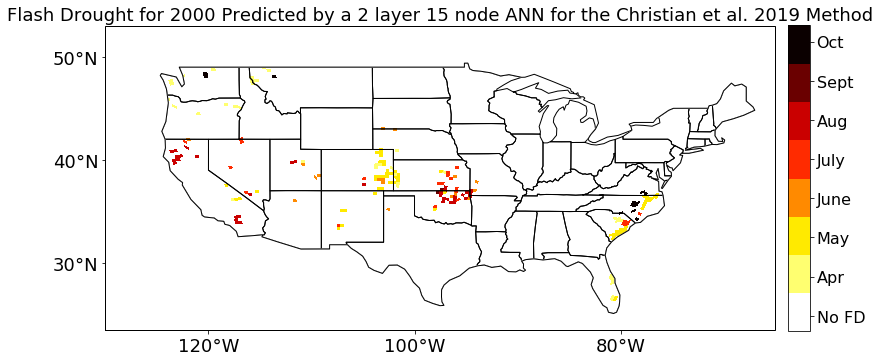 Flash Drought for 2000 Predicted by a 2 layer 15 node ANN for the Christian et al. 2019 Method
50°N
40°N
30°N
120°W
100°W
80°W
Oct
Sept
Aug
July
June
May
Apr
No FD